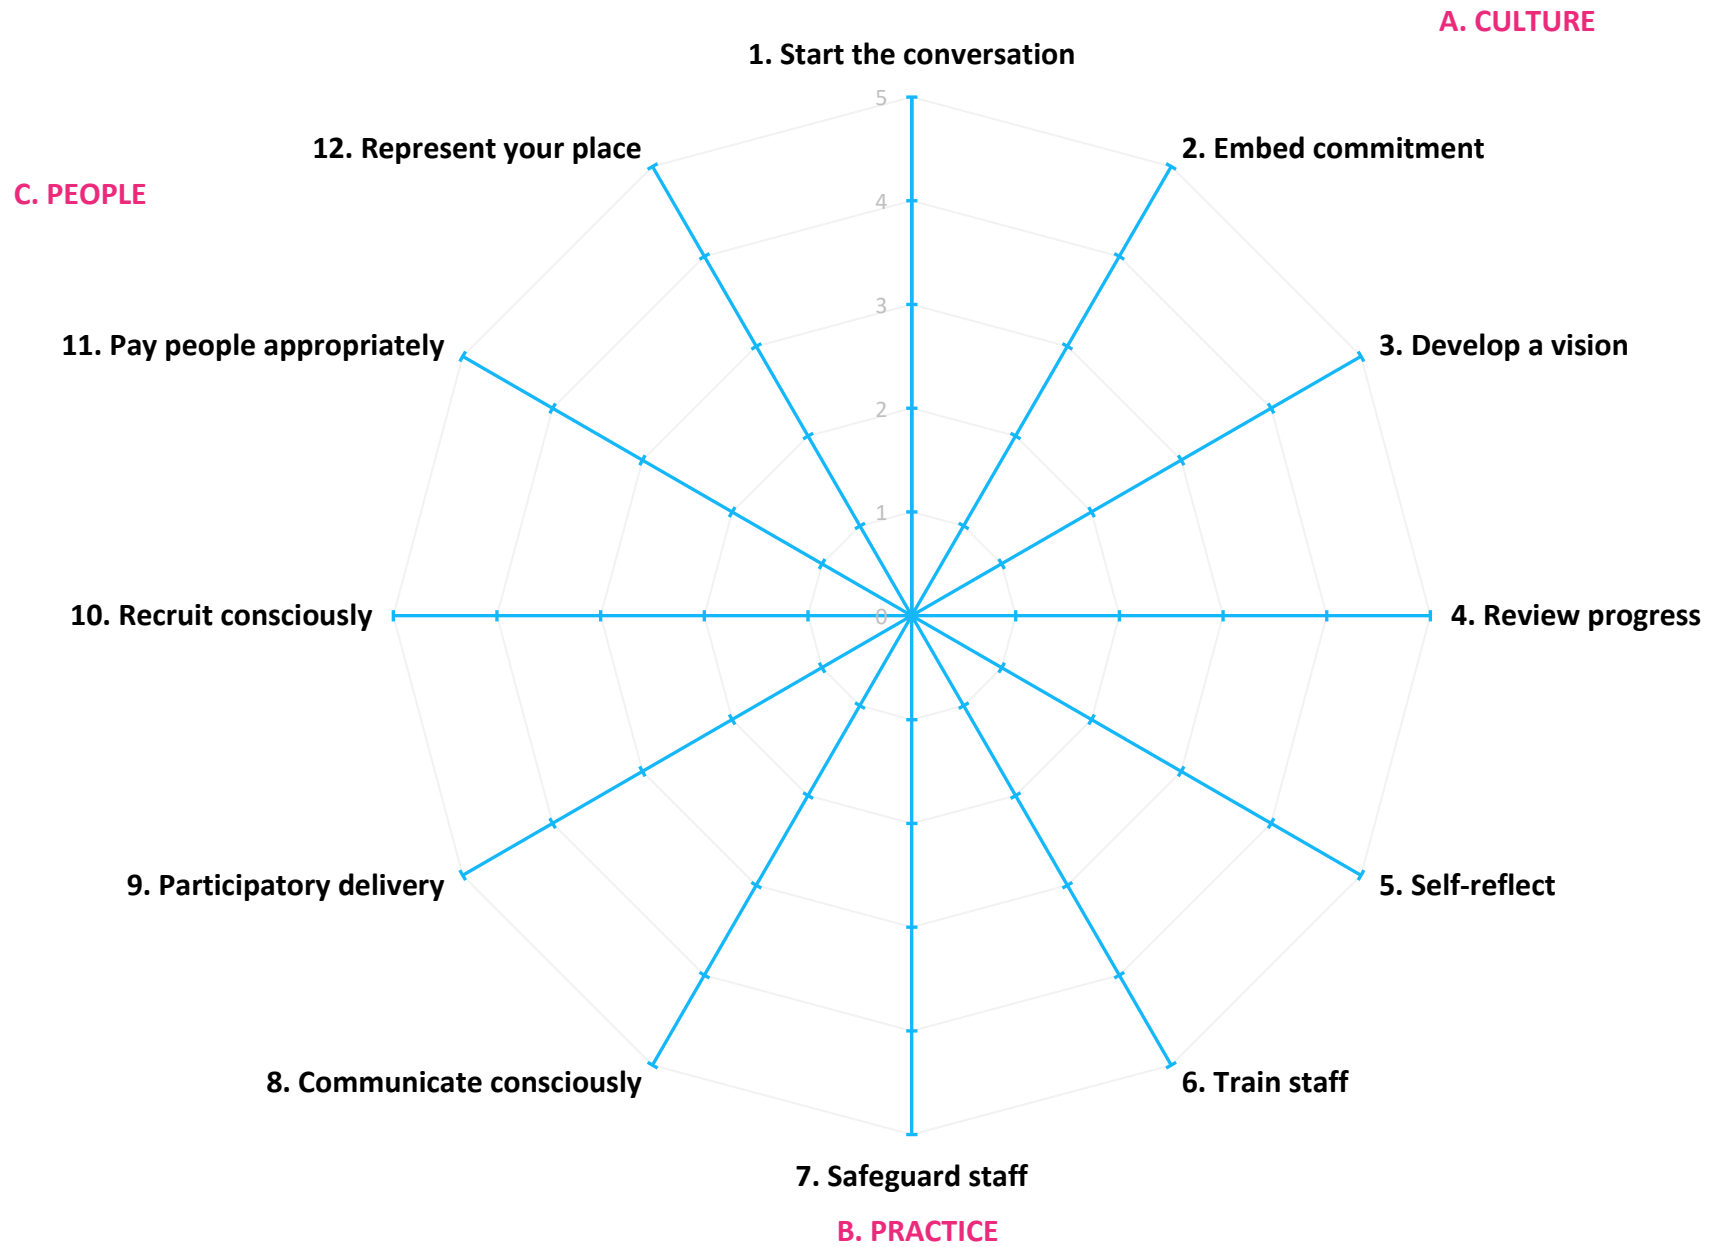 A. CULTURE
1. Start the conversation
5
12. Represent your place
2. Embed commitment
C. PEOPLE
4
3
11. Pay people appropriately
3. Develop a vision
2
1
10. Recruit consciously
0
4. Review progress
9. Participatory delivery
5. Self-reflect
8. Communicate consciously
6. Train staff
7. Safeguard staff
B. PRACTICE